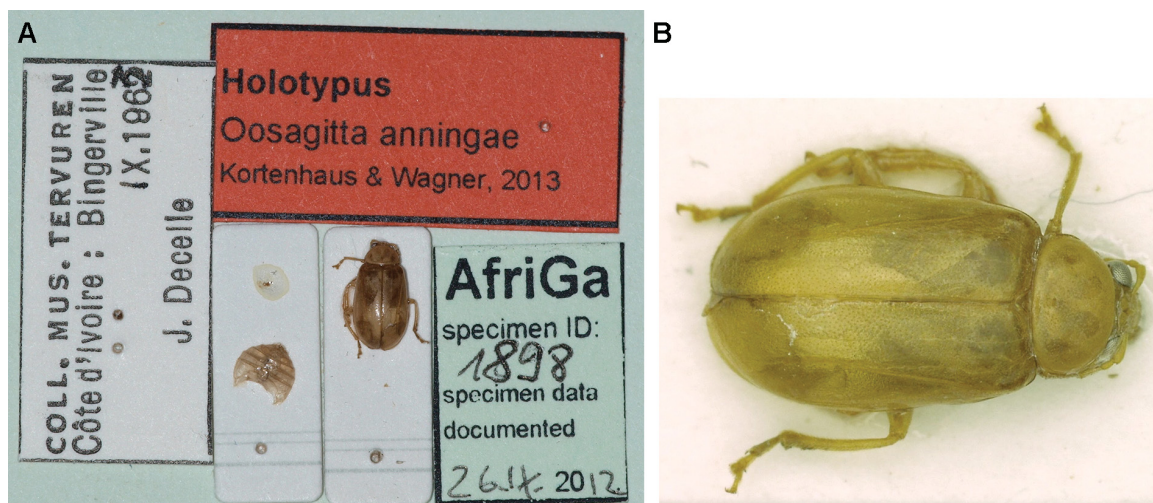 A
B
COLL. MUS. TERVUREN
Côte d'Ivoire : Bingerville
IX.1963
J. Decelle
Holotypus
Oosagitta anningae
Kortenhaus & Wagner, 2013
AfriGa
specimen ID:
1898
specimen data
documented
26.IX. 2012